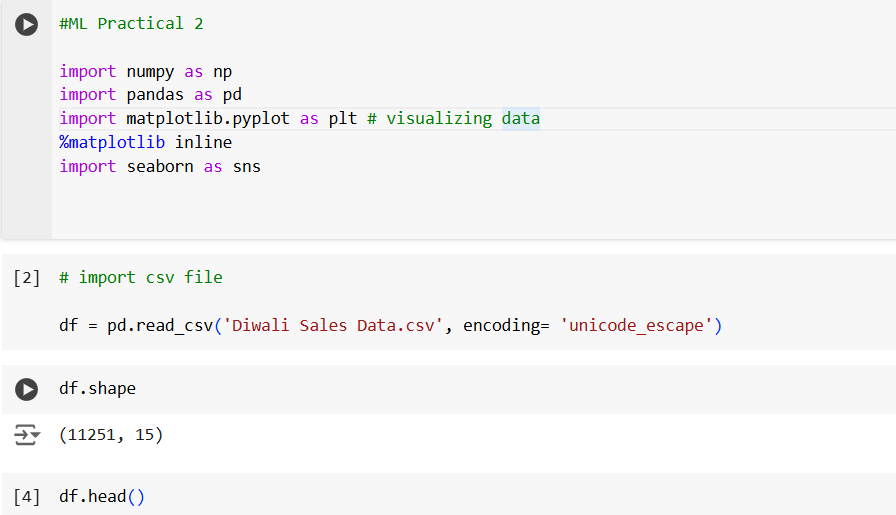 #ML Practical 2
import numpy as np
import pandas as pd
import matplotlib.pyplot as plt # visualizing data
%matplotlib inline
import seaborn as sns
[2] # import csv file
df = pd.read_csv('Diwali Sales Data.csv', encoding= 'unicode_escape')
df.shape
(11251, 15)
[4] df.head()